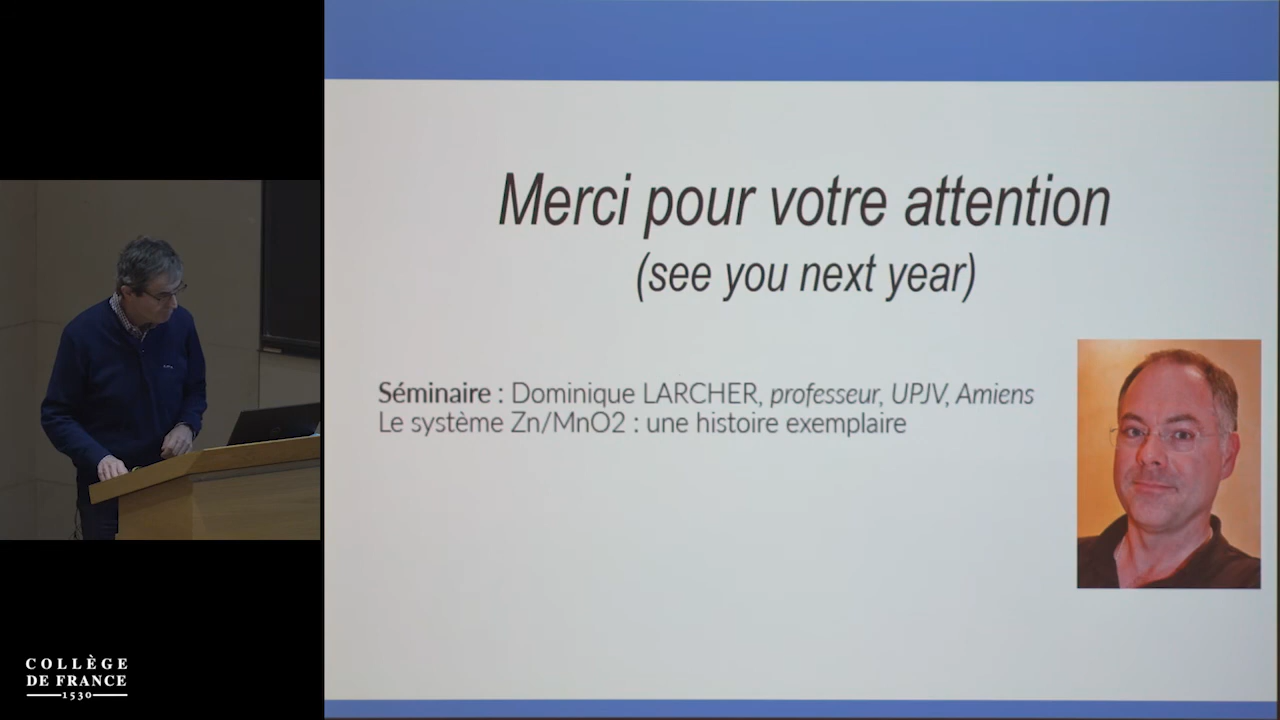 Merci pour votre attention
(see you next year)
Séminaire : Dominique LARCHER, professeur, UPJV, Amiens
Le système Zn/MnO2 : une histoire exemplaire
COLLÈGE
DE FRANCE
1530